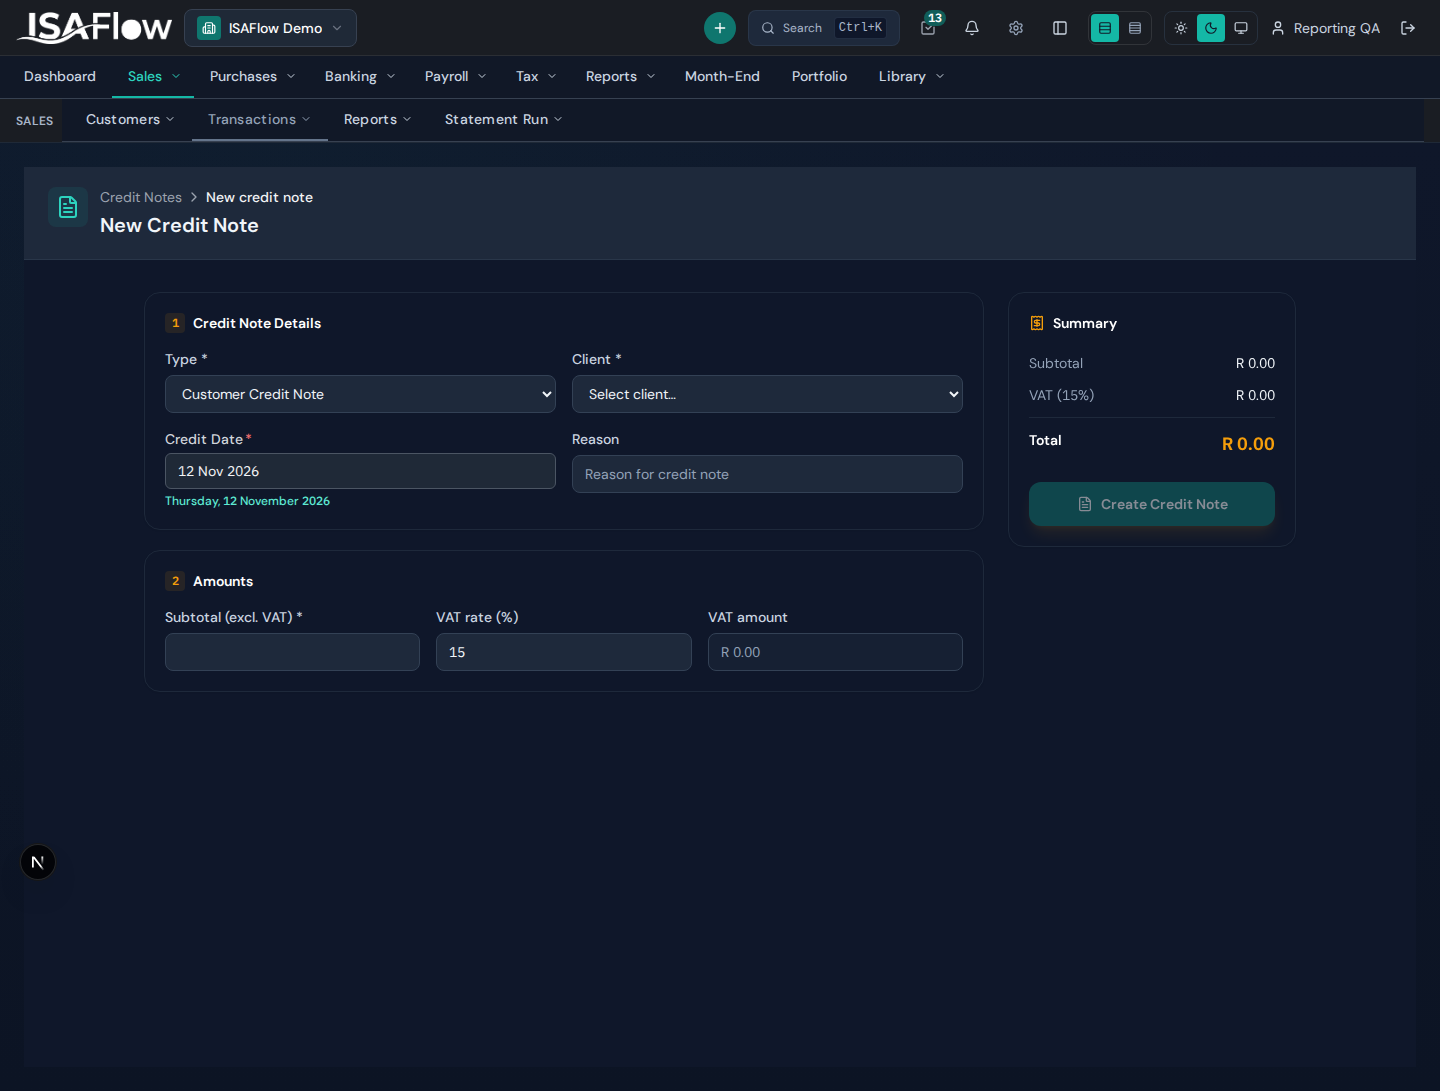 ISAFlow
ISAFlow Demo
Search Ctrl+K
13
Reporting QA
Dashboard Sales Purchases Banking Payroll Tax Reports Month-End Portfolio Library
SALES Customers Transactions Reports Statement Run
Credit Notes > New credit note
New Credit Note
1 Credit Note Details
Type * Client *
Customer Credit Note Select client...
Credit Date* Reason
12 Nov 2026 Reason for credit note
Thursday, 12 November 2026
2 Amounts
Subtotal (excl. VAT) * VAT rate (%) VAT amount
15 R 0.00
Summary
Subtotal R 0.00
VAT (15%) R 0.00
Total R 0.00
Create Credit Note
N